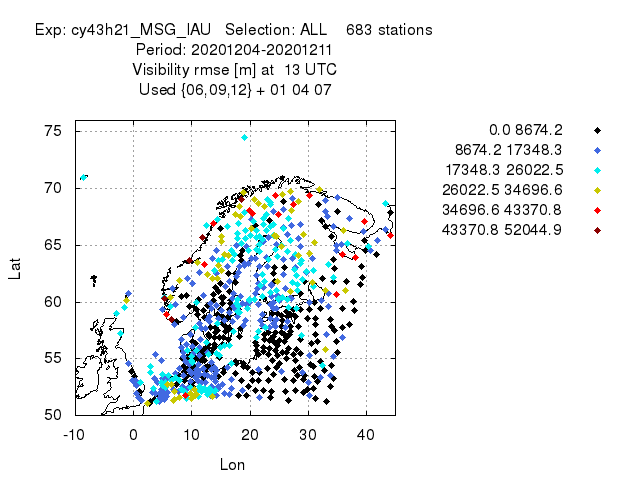 Exp: cy43h21_MSG_IAU   Selection: ALL    683 stations
Period: 20201204-20201211
Visibility rmse [m] at  13 UTC
Used {06,09,12} + 01 04 07
0.0 8674.2
8674.2 17348.3
17348.3 26022.5
26022.5 34696.6
34696.6 43370.8
43370.8 52044.9
75
70
65
60
55
50
Lat
-10 0 10 20 30 40
Lon